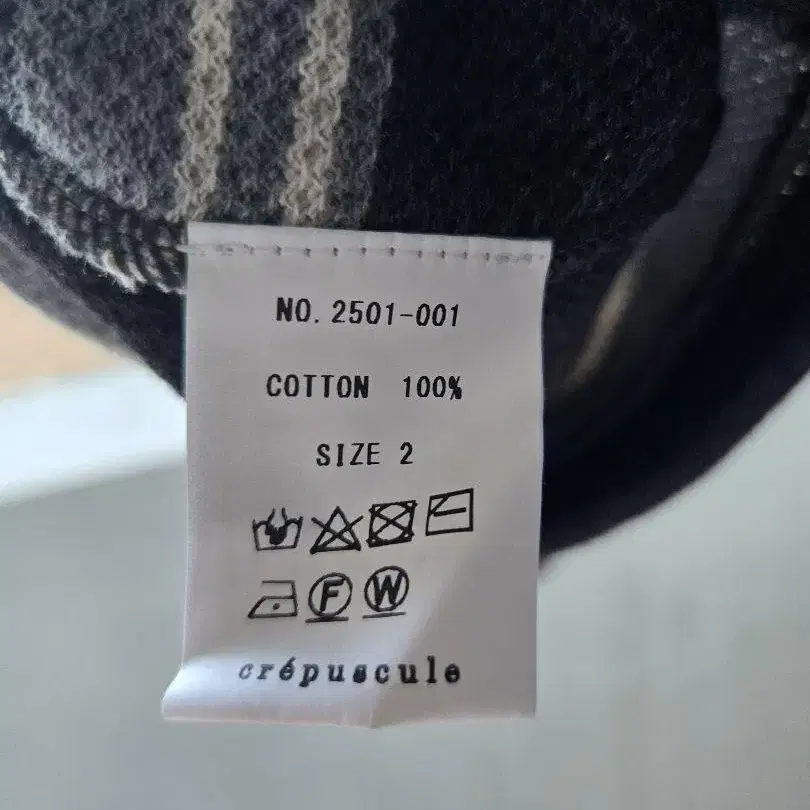 NO. 2501-001
COTTON 100%
SIZE 2
F W
crépuscule